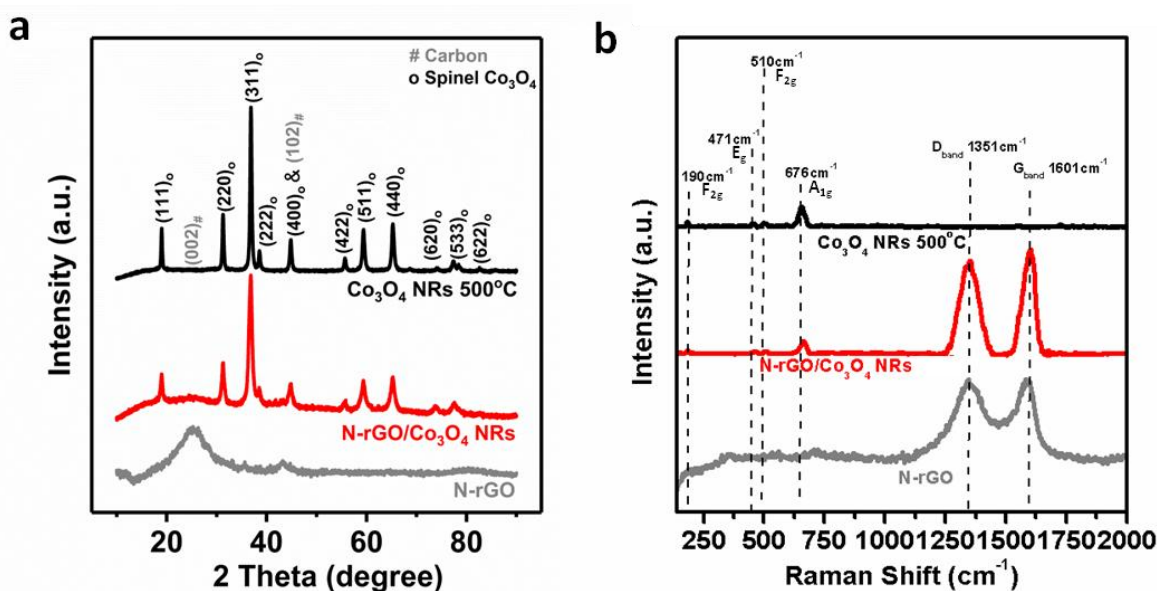 a
# Carbon
o Spinel Co₃O₄
(111)o
(002)#
(220)o
(311)o
(222)o
(400)o & (102)#
(422)o
(511)o
(440)o
(620)o
(533)o
(622)o
Co₃O₄ NRs 500°C
N-rGO/Co₃O₄ NRs
N-rGO
Intensity (a.u.)
20 40 60 80
2 Theta (degree)
b
510cm⁻¹
F2g
471cm⁻¹
Eg
190cm⁻¹
F2g
676cm⁻¹
A1g
Dband 1351cm⁻¹
Gband 1601cm⁻¹
Co₃O₄ NRs 500°C
N-rGO/Co₃O₄ NRs
N-rGO
Intensity (a.u.)
250 500 750 1000 1250 1500 1750 2000
Raman Shift (cm⁻¹)